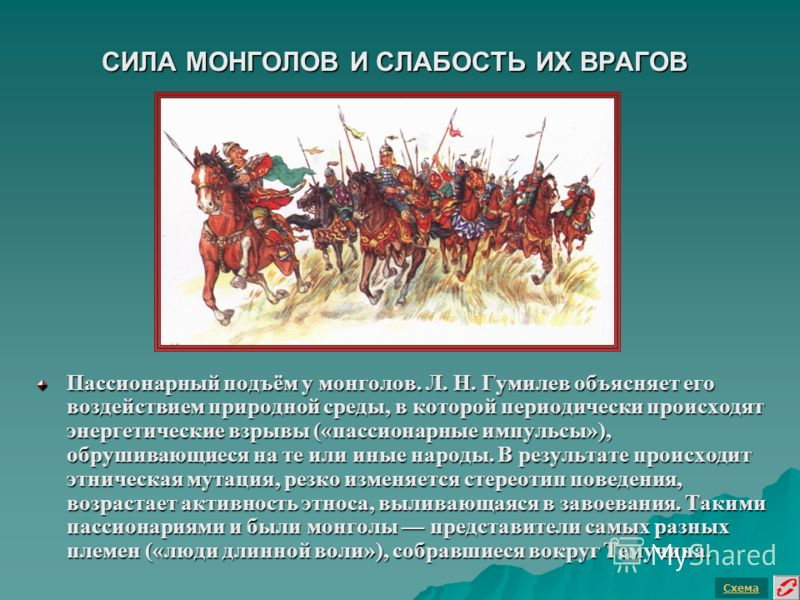 СИЛА МОНГОЛОВ И СЛАБОСТЬ ИХ ВРАГОВ
Пассионарный подъём у монголов. Л. Н. Гумилев объясняет его
воздействием природной среды, в которой периодически происходят
энергетические взрывы («пассионарные импульсы»),
обрушивающиеся на те или иные народы. В результате происходит
этническая мутация, резко изменяется стереотип поведения,
возрастает активность этноса, выливающаяся в завоевания. Такими
пассионариями и были монголы — представители самых разных
племен («люди длинной воли»), собравшиеся вокруг Темучина.
MyShared
Схема